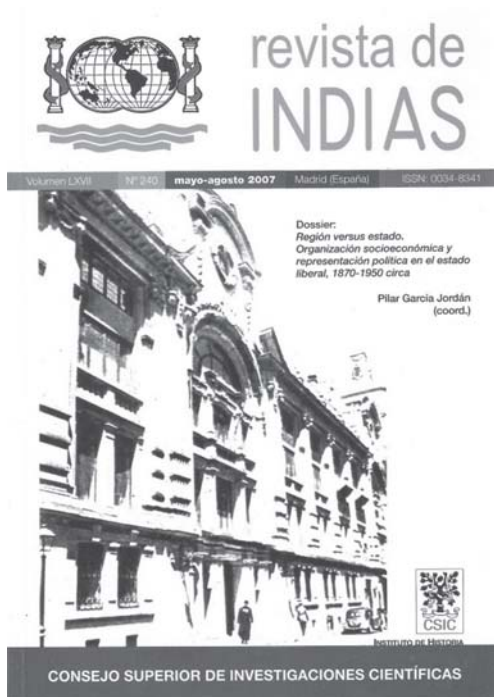 revista de
INDIAS
Volumen LXVII Nº 240 mayo-agosto 2007 Madrid (España) ISSN: 0034-8341
Dossier:
Región versus estado.
Organización socioeconómica y
representación política en el estado
liberal, 1870-1950 circa
Pilar García Jordán
(coord.)
CSIC
INSTITUTO DE HISTORIA
CONSEJO SUPERIOR DE INVESTIGACIONES CIENTÍFICAS